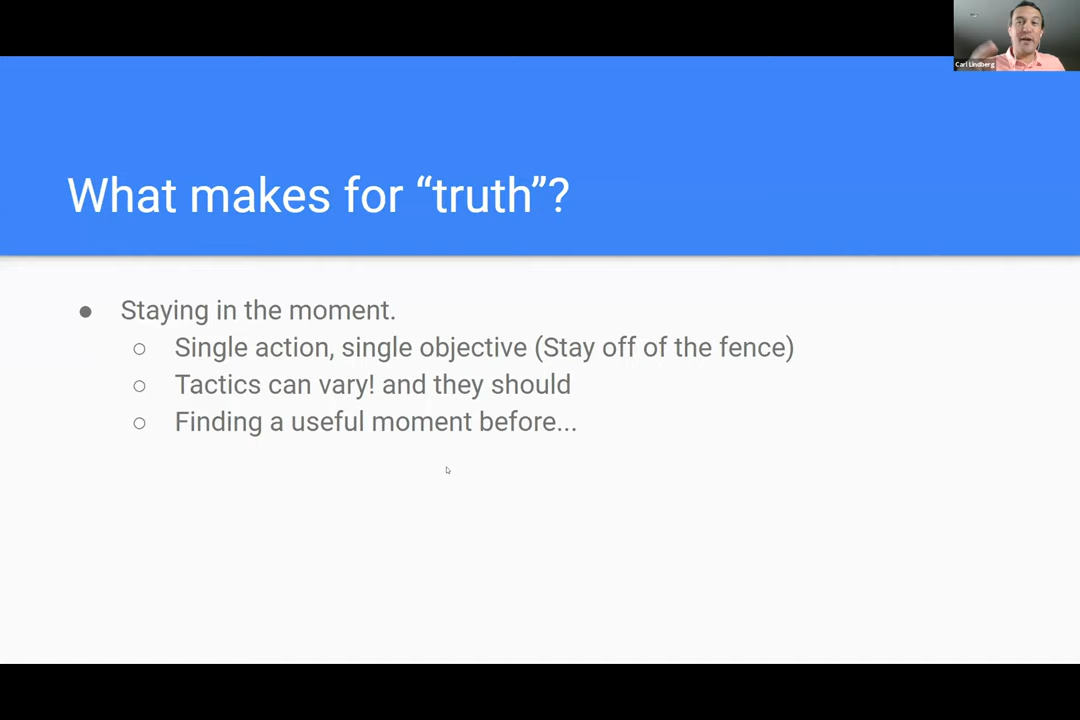 Carl Lindberg
What makes for “truth”?
● Staying in the moment.
○ Single action, single objective (Stay off of the fence)
○ Tactics can vary! and they should
○ Finding a useful moment before...